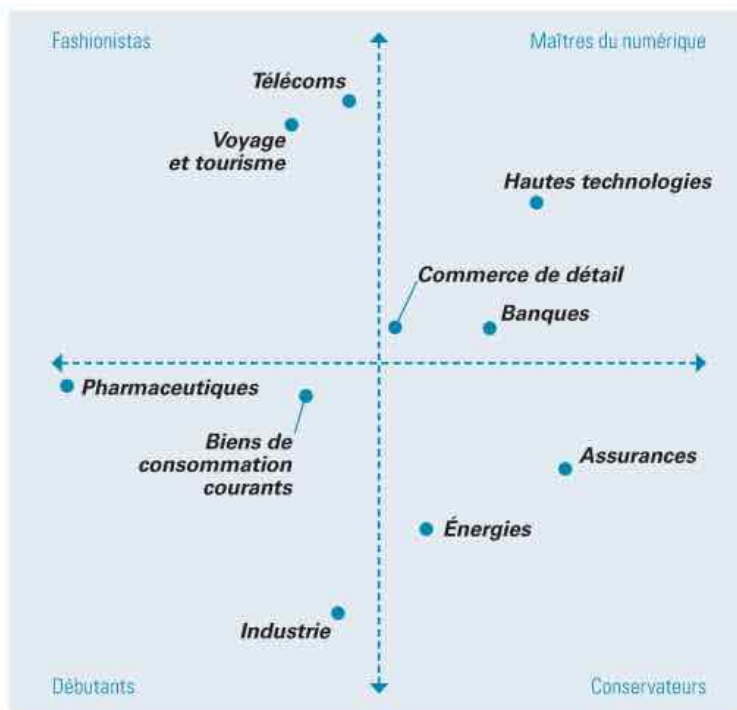 Fashionistas
Maîtres du numérique
Télécoms
Voyage
et tourisme
Hautes technologies
Commerce de détail
Banques
Pharmaceutiques
Biens de
consommation
courants
Assurances
Énergies
Industrie
Débutants
Conservateurs